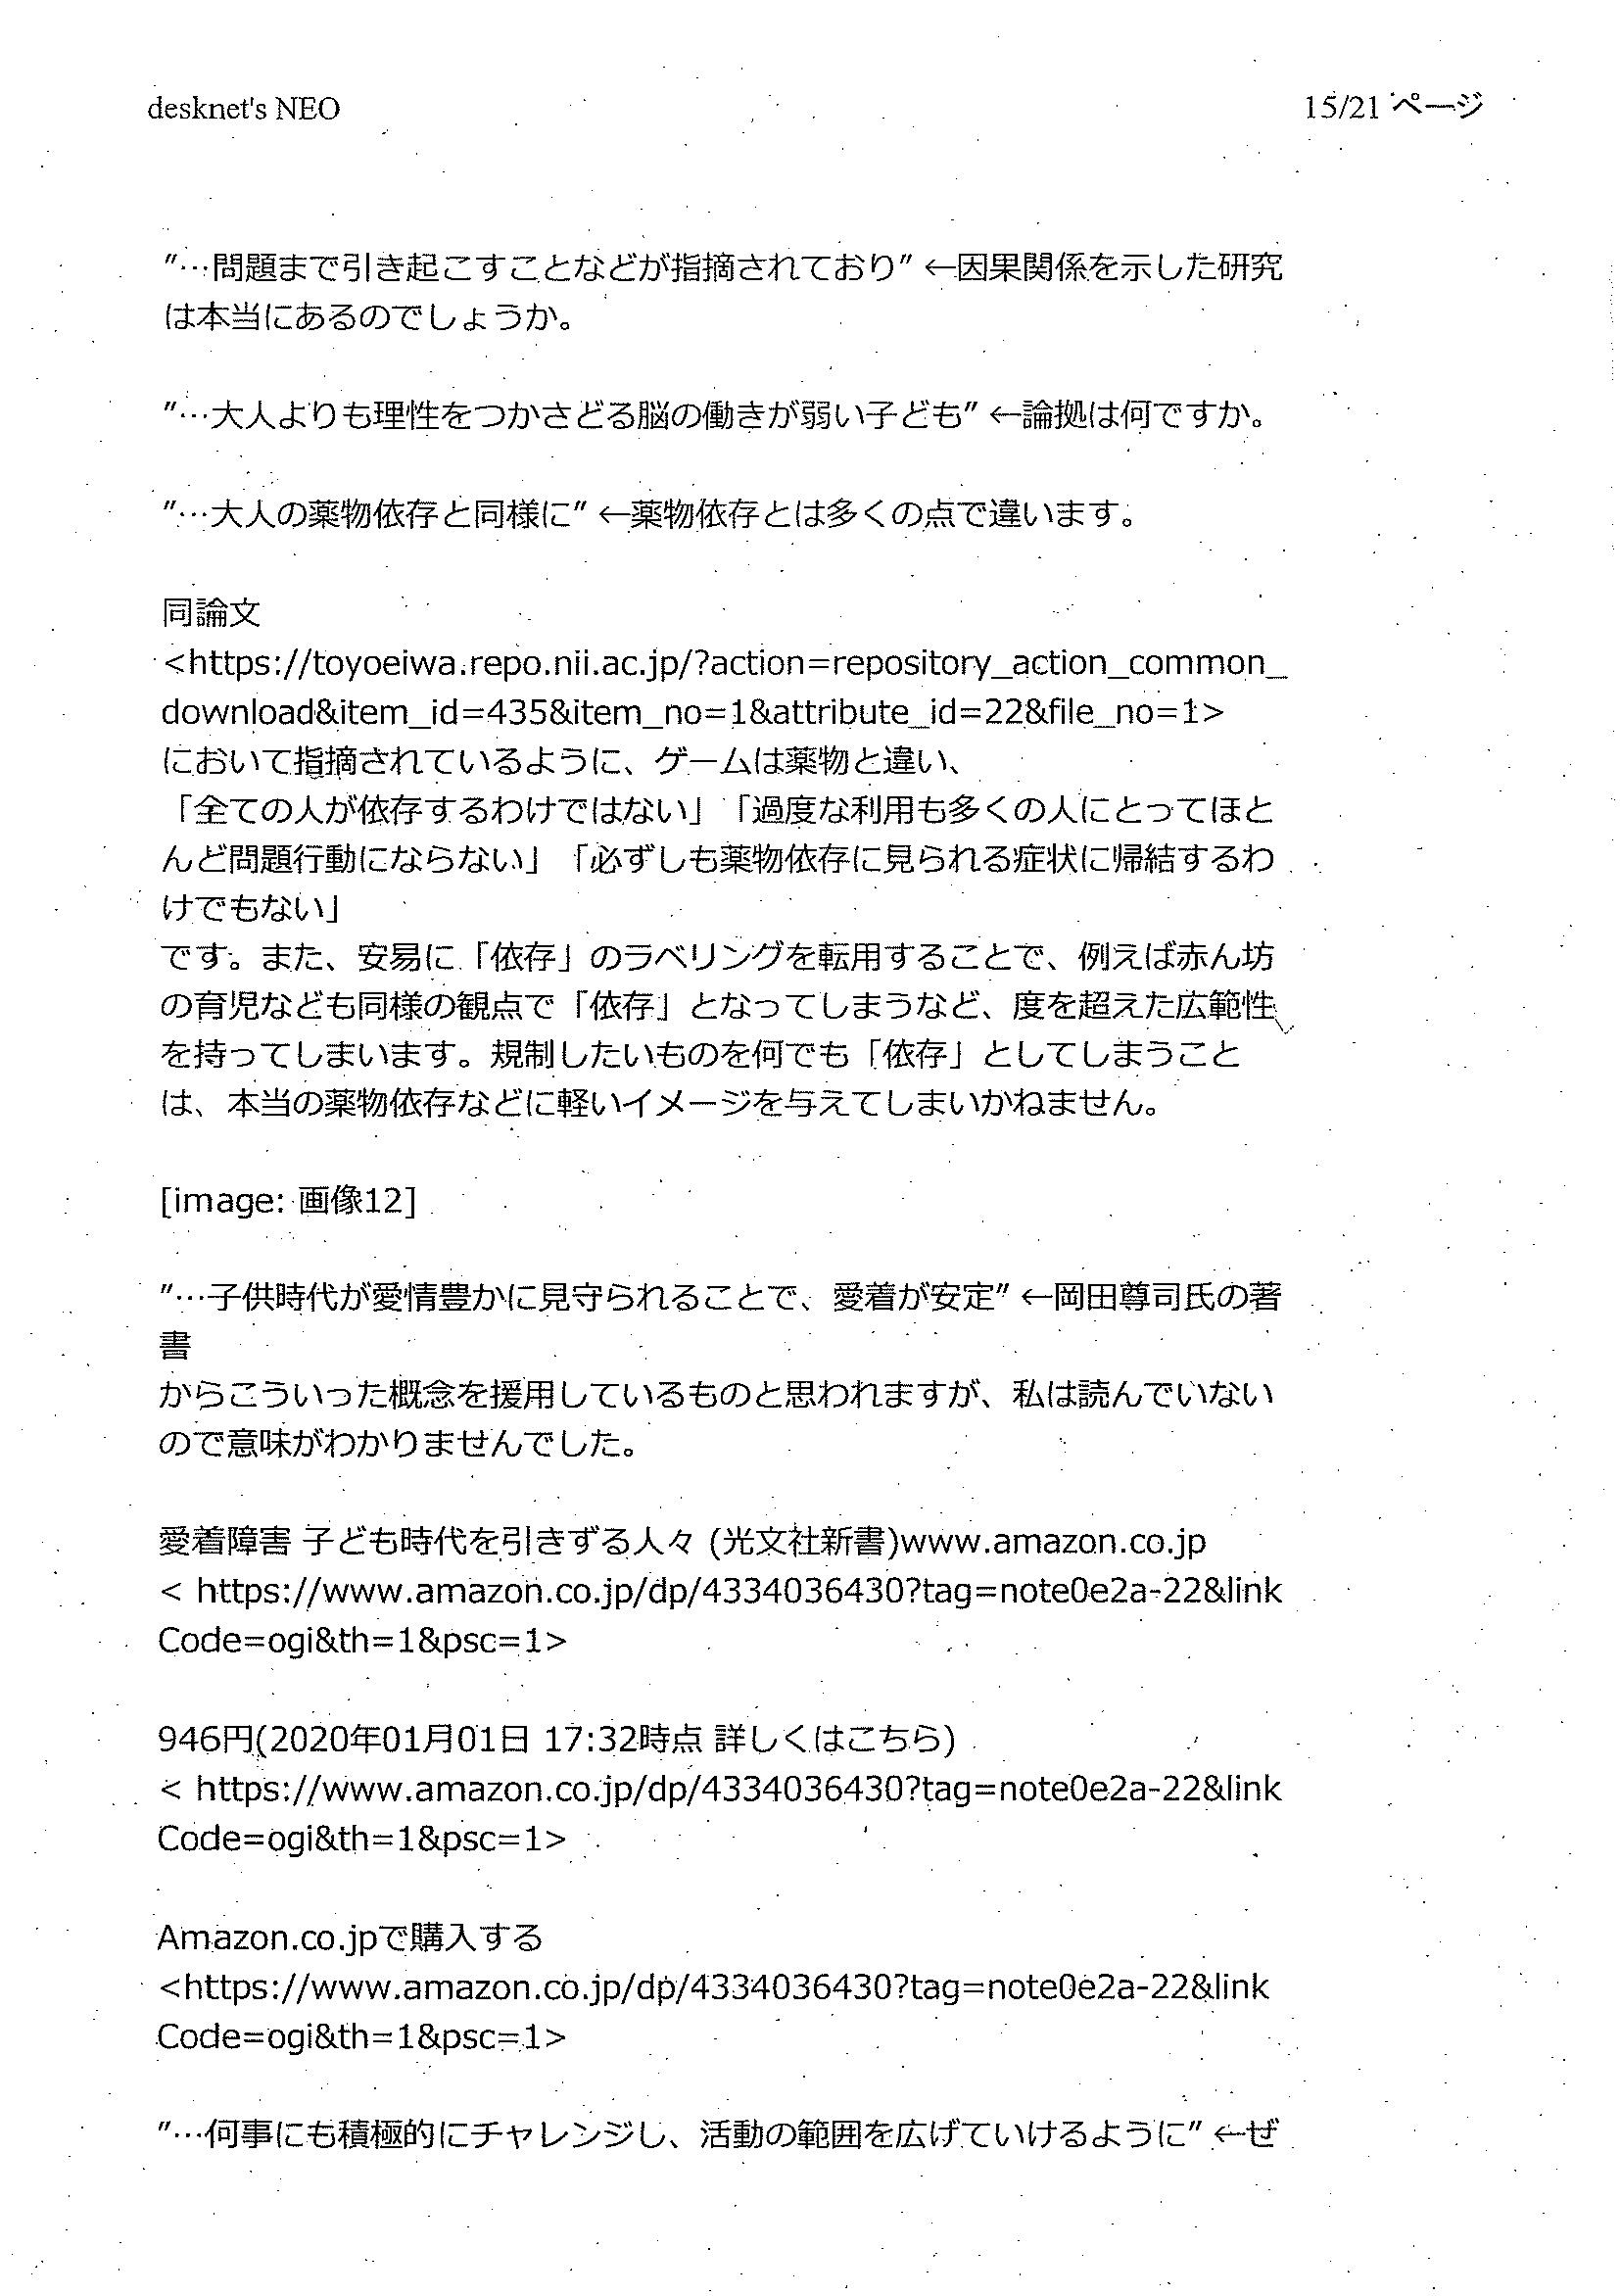 desknet's NEO
15/21 ページ
"…問題まで引き起こすことなどが指摘されており" ←因果関係を示した研究
は本当にあるのでしょうか。
"…大人よりも理性をつかさどる脳の働きが弱い子ども" ←論拠は何ですか。
"…大人の薬物依存と同様に" ←薬物依存とは多くの点で違います。
同論文
<https://toyoeiwa.repo.nii.ac.jp/?action=repository_action_common_
download&item_id=435&item_no=1&attribute_id=22&file_no=1>
において指摘されているように、ゲームは薬物と違い、
「全ての人が依存するわけではない」「過度な利用も多くの人にとってほと
んど問題行動にならない」「必ずしも薬物依存に見られる症状に帰結するわ
けでもない」
です。また、安易に「依存」のラベリングを転用することで、例えば赤ん坊
の育児なども同様の観点で「依存」となってしまうなど、度を超えた広範性
を持ってしまいます。規制したいものを何でも「依存」としてしまうこと
は、本当の薬物依存などに軽いイメージを与えてしまいかねません。
[image: 画像12]
"…子供時代が愛情豊かに見守られることで、愛着が安定" ←岡田尊司氏の著
書
からこういった概念を援用しているものと思われますが、私は読んでいない
ので意味がわかりませんでした。
愛着障害 子ども時代を引きずる人々 (光文社新書)www.amazon.co.jp
< https://www.amazon.co.jp/dp/4334036430?tag=note0e2a-22&link
Code=ogi&th=1&psc=1>
946円(2020年01月01日 17:32時点 詳しくはこちら)
< https://www.amazon.co.jp/dp/4334036430?tag=note0e2a-22&link
Code=ogi&th=1&psc=1>
Amazon.co.jpで購入する
<https://www.amazon.co.jp/dp/4334036430?tag=note0e2a-22&link
Code=ogi&th=1&psc=1>
"…何事にも積極的にチャレンジし、活動の範囲を広げていけるように" ←ぜ